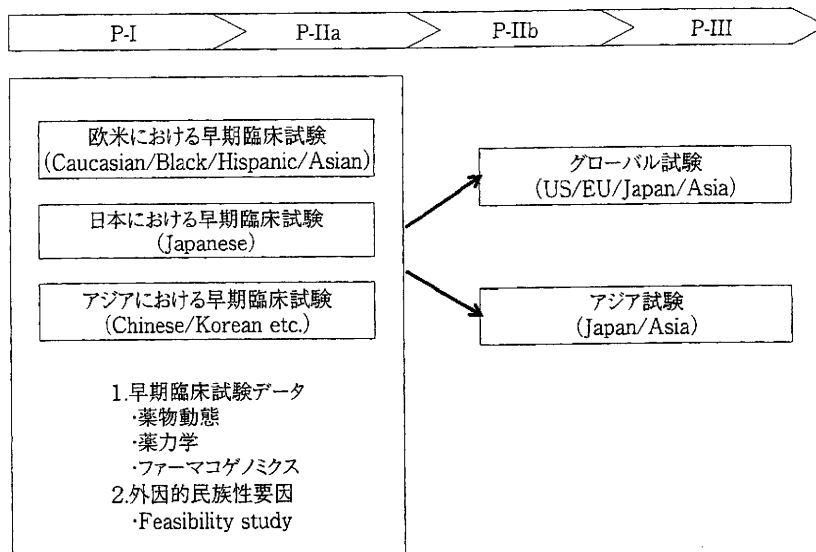 P-I
P-IIa
P-IIb
P-III
欧米における早期臨床試験
(Caucasian/Black/Hispanic/Asian)
日本における早期臨床試験
(Japanese)
アジアにおける早期臨床試験
(Chinese/Korean etc.)
1.早期臨床試験データ
・薬物動態
・薬力学
・ファーマコゲノミクス
2.外因的民族性要因
・Feasibility study
グローバル試験
(US/EU/Japan/Asia)
アジア試験
(Japan/Asia)